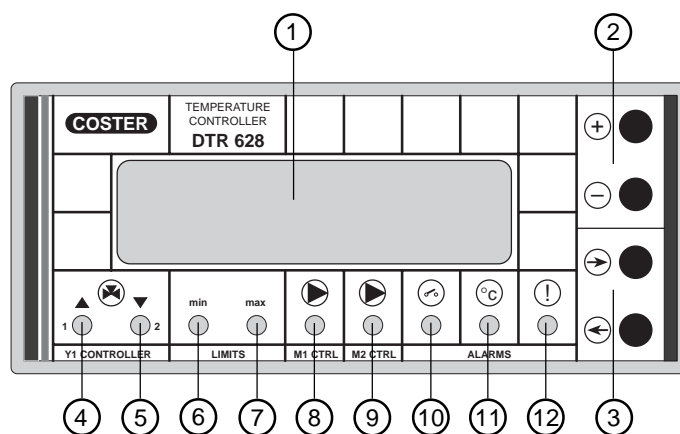 1
2
COSTER
TEMPERATURE
CONTROLLER
DTR 628
+
−
min
max
°C
!
1
2
Y1 CONTROLLER
LIMITS
M1 CTRL
M2 CTRL
ALARMS
4
5
6
7
8
9
10
11
12
3